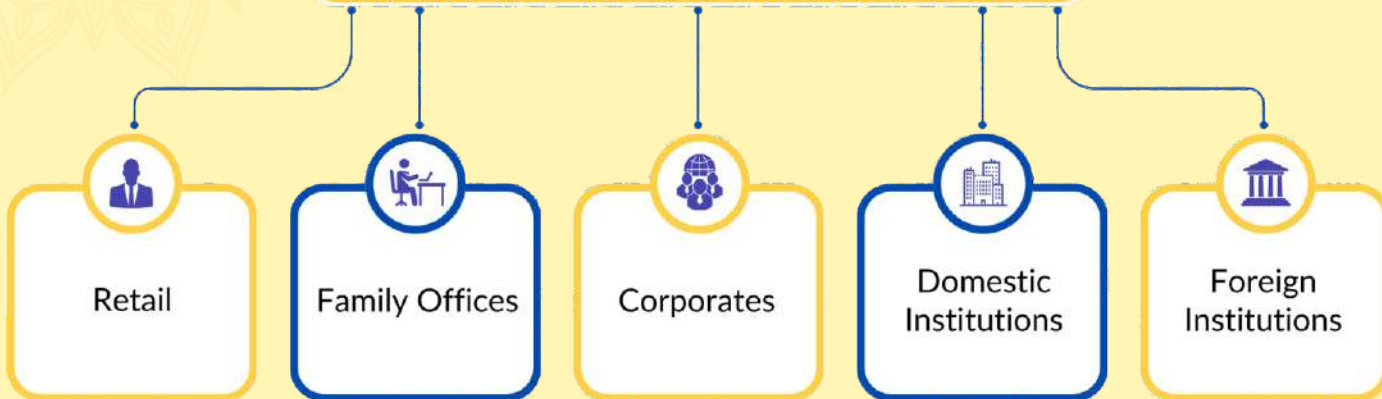 Retail
Family Offices
Corporates
Domestic
Institutions
Foreign
Institutions